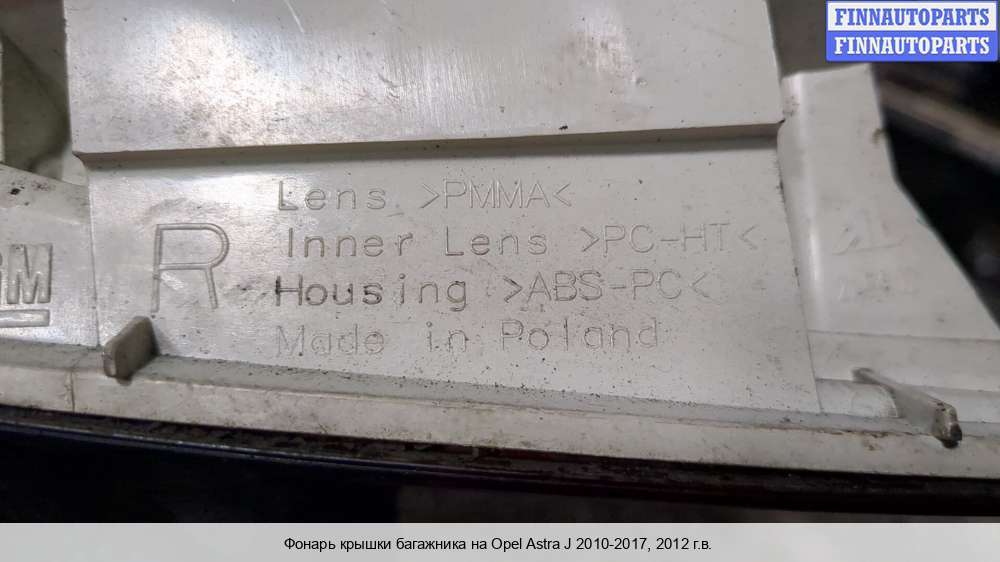 FINNAUTOPARTS
FINNAUTOPARTS
Lens >PMMA<
Inner Lens >PC-HT<
R
Housing >ABS-PC<
Made in Poland
Фонарь крышки багажника на Opel Astra J 2010-2017, 2012 г.в.